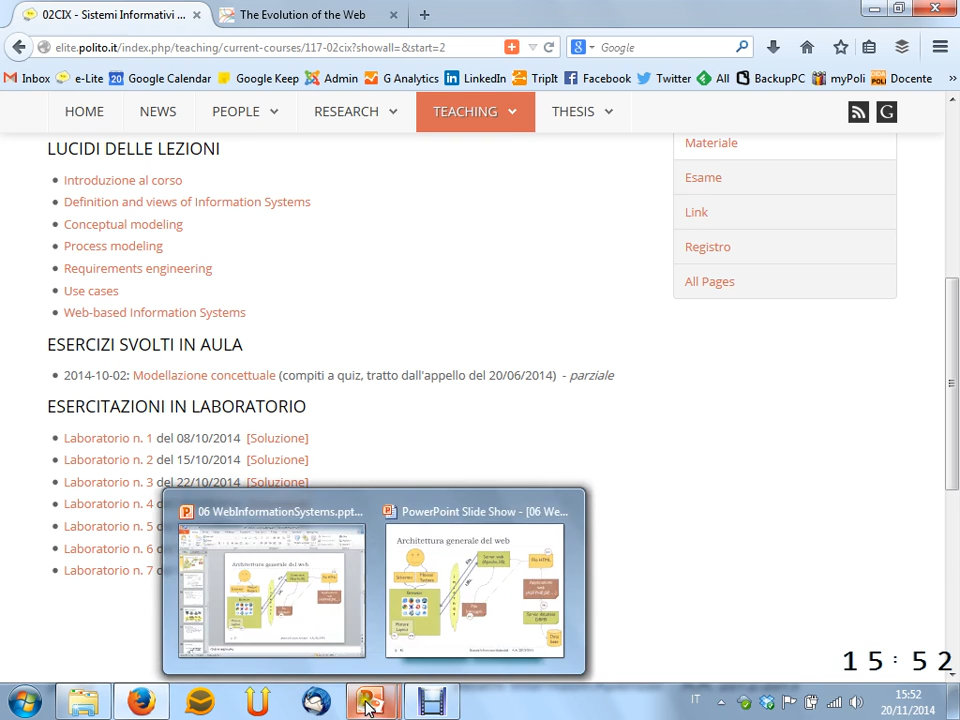 02CIX - Sistemi Informativi ...
The Evolution of the Web
elite.polito.it/index.php/teaching/current-courses/117-02cix?showall=&start=2
Google
Inbox e-Lite Google Calendar Google Keep Admin G Analytics LinkedIn TripIt Facebook Twitter All BackupPC myPoli Docente
HOME NEWS PEOPLE RESEARCH TEACHING THESIS
LUCIDI DELLE LEZIONI
Introduzione al corso
Definition and views of Information Systems
Conceptual modeling
Process modeling
Requirements engineering
Use cases
Web-based Information Systems
Materiale
Esame
Link
Registro
All Pages
ESERCIZI SVOLTI IN AULA
2014-10-02: Modellazione concettuale (compiti a quiz, tratto dall'appello del 20/06/2014) - parziale
ESERCITAZIONI IN LABORATORIO
Laboratorio n. 1 del 08/10/2014 [Soluzione]
Laboratorio n. 2 del 15/10/2014 [Soluzione]
Laboratorio n. 3 del 22/10/2014 [Soluzione]
Laboratorio n. 4
Laboratorio n. 5
Laboratorio n. 6
Laboratorio n. 7
06 WebInformationSystems.ppt...
PowerPoint Slide Show - [06 We...
Architettura generale del web
Architettura generale del web
15:52
IT
15:52
20/11/2014